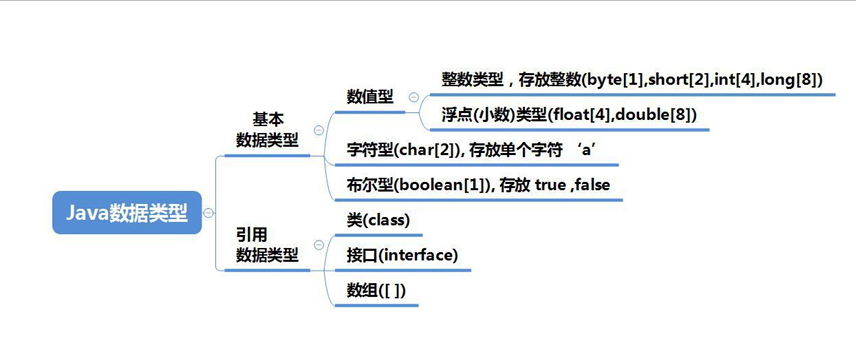 Java数据类型
基本
数据类型
数值型
整数类型，存放整数(byte[1],short[2],int[4],long[8])
浮点(小数)类型(float[4],double[8])
字符型(char[2]), 存放单个字符 ‘a’
布尔型(boolean[1]), 存放 true ,false
引用
数据类型
类(class)
接口(interface)
数组([ ])